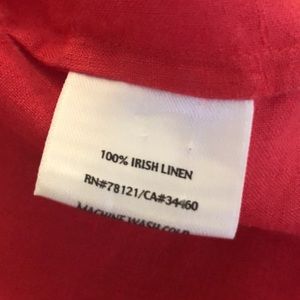 100% IRISH LINEN
RN#78121/CA#34460
MACHINE WASH COLD